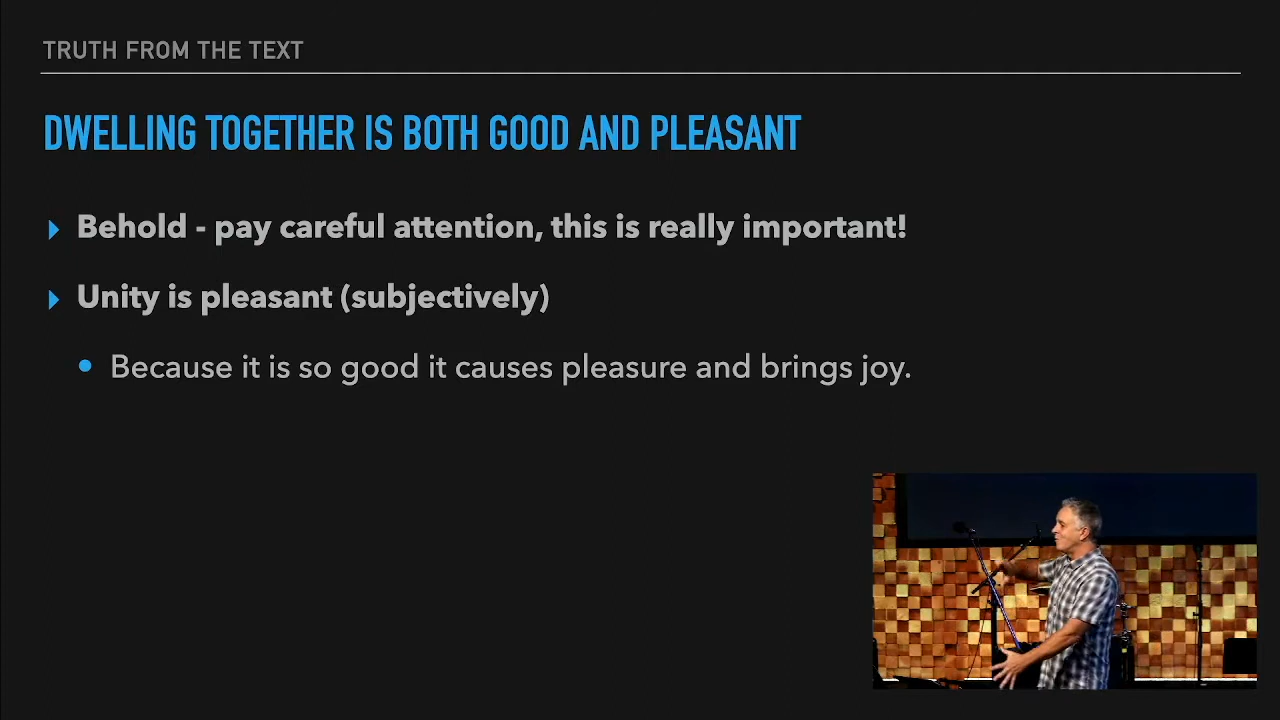 TRUTH FROM THE TEXT
DWELLING TOGETHER IS BOTH GOOD AND PLEASANT
Behold - pay careful attention, this is really important!
Unity is pleasant (subjectively)
Because it is so good it causes pleasure and brings joy.